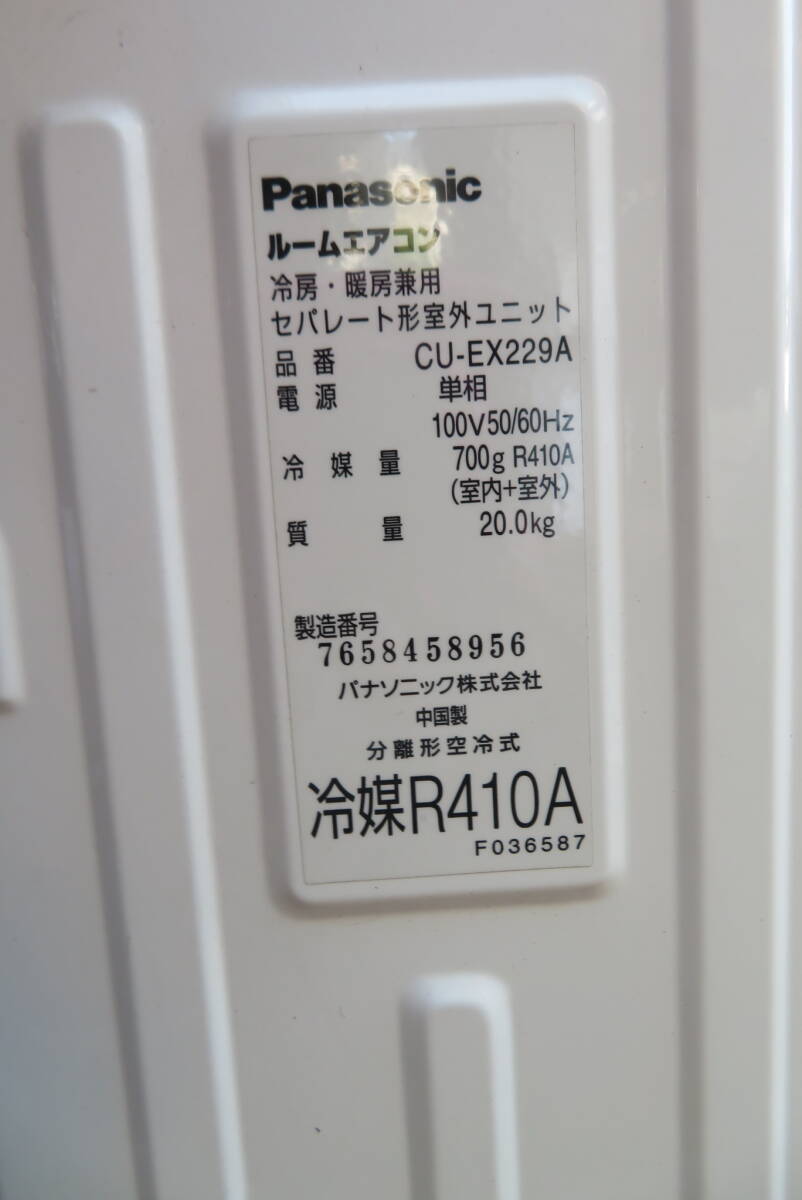 Panasonic
ルームエアコン
冷房・暖房兼用
セパレート形室外ユニット
品番 CU-EX229A
電源 単相
100V50/60Hz
冷媒量 700g R410A
(室内+室外)
質量 20.0kg
製造番号
7658458956
パナソニック株式会社
中国製
分離形空冷式
冷媒R410A
F036587